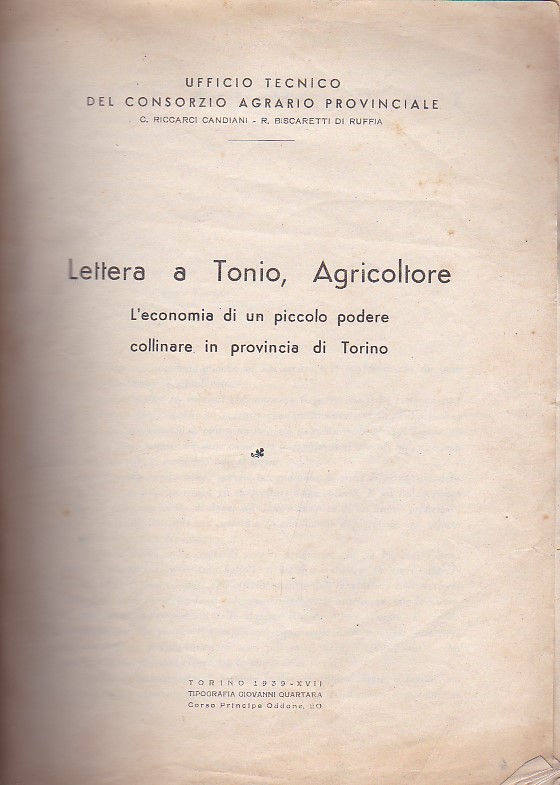 UFFICIO TECNICO
DEL CONSORZIO AGRARIO PROVINCIALE
C. RICCARCI CANDIANI - R. BISCARETTI DI RUFFIA
Lettera a Tonio, Agricoltore
L'economia di un piccolo podere
collinare in provincia di Torino
TORINO 1939-XVII
TIPOGRAFIA GIOVANNI QUARTARA
Corso Principe Oddone, 20